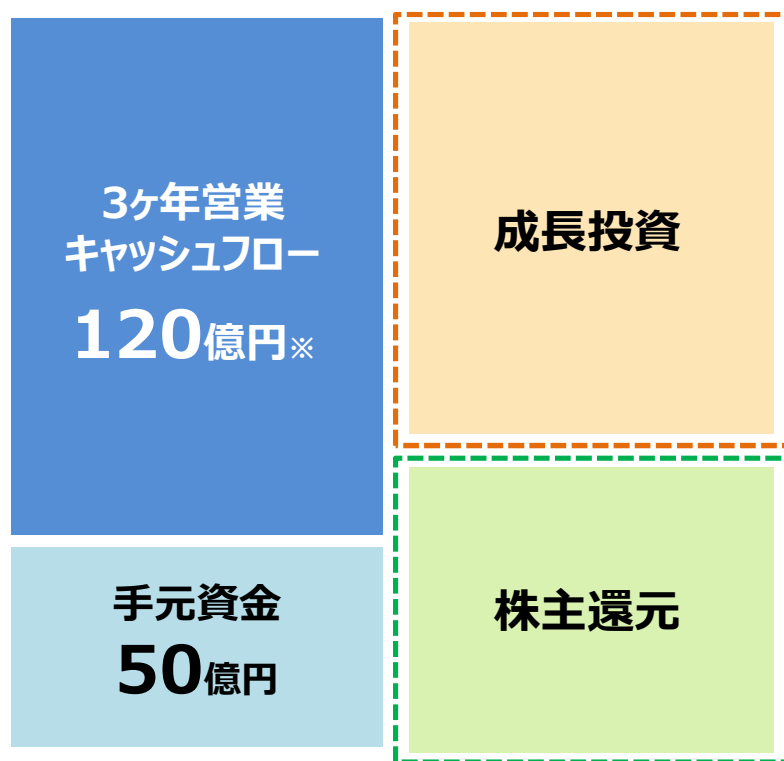 3ヶ年営業
キャッシュフロー
120億円※
手元資金
50億円
成長投資
株主還元